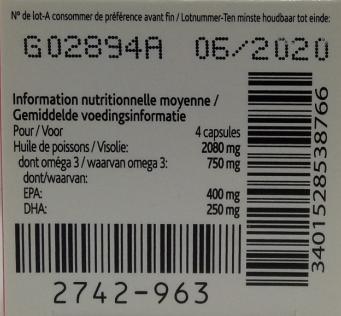 N° de lot-A consommer de préférence avant fin / Lotnummer-Ten minste houdbaar tot einde:
G02894A 06/2020
Information nutritionnelle moyenne /
Gemiddelde voedingsinformatie
Pour / Voor 4 capsules
Huile de poissons / Visolie: 2080 mg
dont oméga 3 / waarvan omega 3: 750 mg
dont/waarvan:
EPA: 400 mg
DHA: 250 mg
3401528538766
2742-963